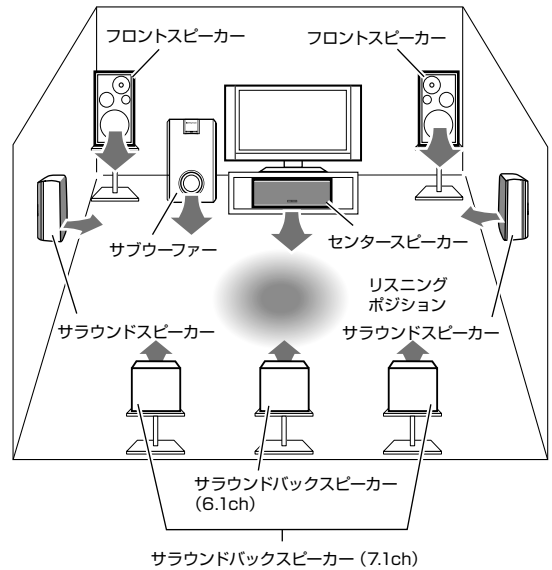 フロントスピーカー
フロントスピーカー
サブウーファー
センタースピーカー
リスニング
ポジション
サラウンドスピーカー
サラウンドスピーカー
サラウンドバックスピーカー
（6.1ch）
サラウンドバックスピーカー（7.1ch）